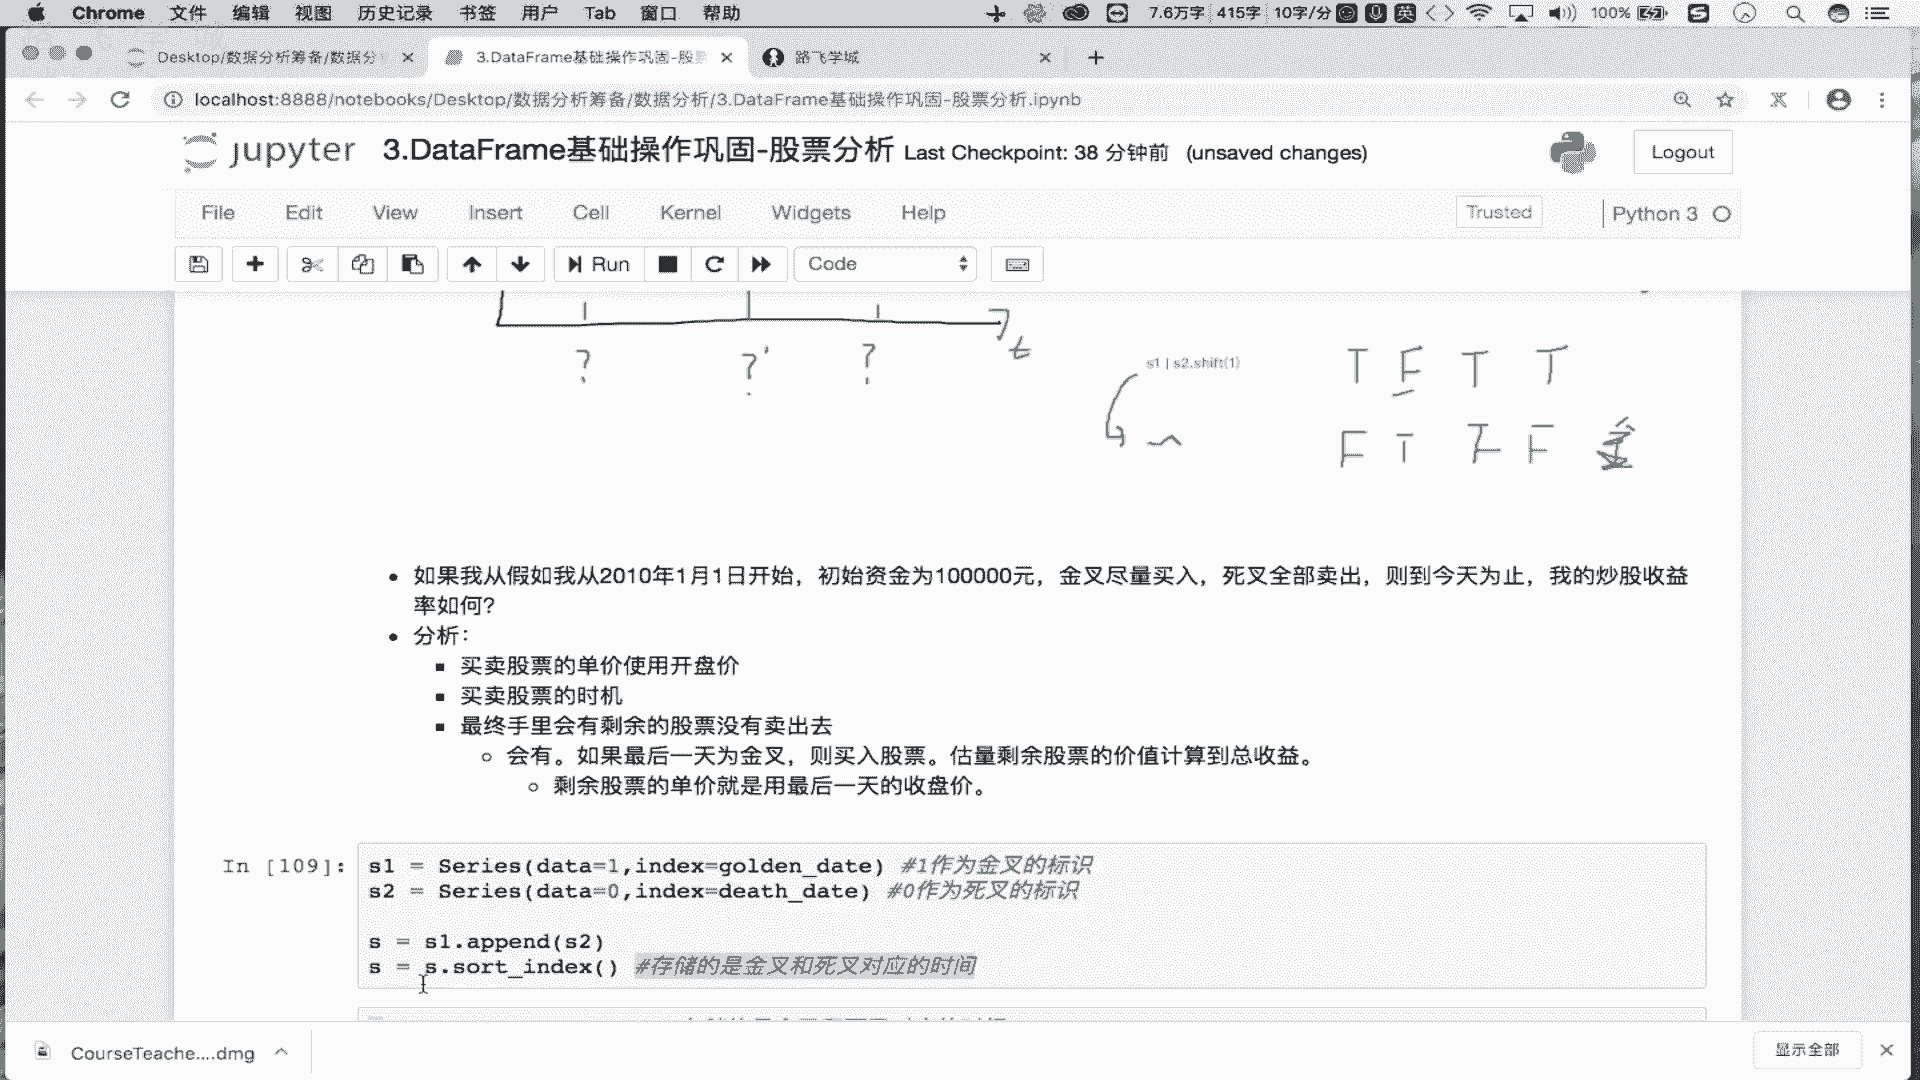 Chrome 文件 编辑 视图 历史记录 书签 用户 Tab 窗口 帮助 7.6万字 415字 10字/分 英 100%
Desktop/数据分析筹备/数据分 3.DataFrame基础操作巩固-股 路飞学城
localhost:8888/notebooks/Desktop/数据分析筹备/数据分析/3.DataFrame基础操作巩固-股票分析.ipynb
jupyter 3.DataFrame基础操作巩固-股票分析 Last Checkpoint: 38 分钟前 (unsaved changes) Logout
File Edit View Insert Cell Kernel Widgets Help Trusted Python 3
Run Code
? ?' ? t
s1 | s2.shift(1) T F T T
如果我从假如我从2010年1月1日开始，初始资金为100000元，金叉尽量买入，死叉全部卖出，则到今天为止，我的炒股收益
率如何？
分析：
买卖股票的单价使用开盘价
买卖股票的时机
最终手里会有剩余的股票没有卖出去
会有。如果最后一天为金叉，则买入股票。估量剩余股票的价值计算到总收益。
剩余股票的单价就是用最后一天的收盘价。
In [109]: s1 = Series(data=1,index=golden_date) #1作为金叉的标识
s2 = Series(data=0,index=death_date) #0作为死叉的标识
s = s1.append(s2)
s = s.sort_index() #存储的是金叉和死叉对应的时间
CourseTeache....dmg 显示全部